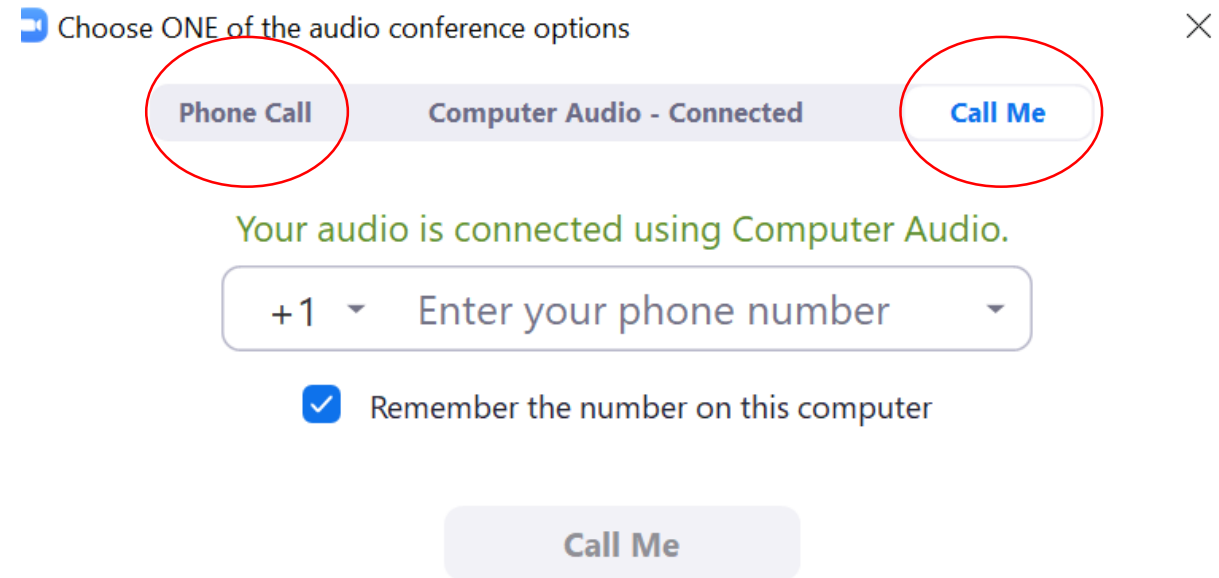 Choose ONE of the audio conference options
Phone Call Computer Audio - Connected Call Me
Your audio is connected using Computer Audio.
+1 Enter your phone number
Remember the number on this computer
Call Me